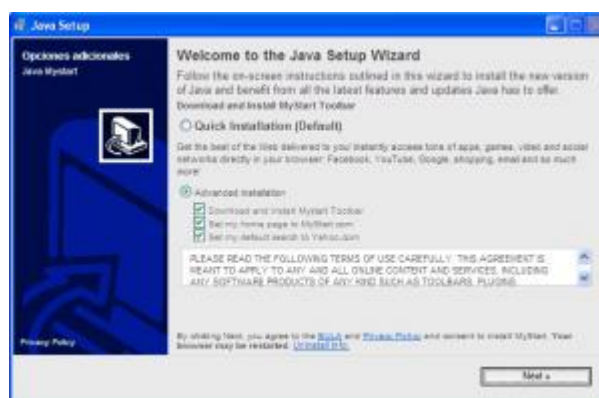 Java Setup
Opciones adicionales
Java Mystart
Welcome to the Java Setup Wizard
Follow the on-screen instructions outlined in this wizard to install the new version
of Java and benefit from all the latest features and updates Java has to offer.
Download and Install MyStart Toolbar
Quick Installation (Default)
Get the best of the Web delivered to you! Instantly access tons of apps, games, video and social
networks directly in your browser: Facebook, YouTube, Google, shopping, email and so much
more!
Advanced Installation
Download and install Mystart Toolbar
Set my home page to MyStart.com
Set my default search to Yahoo.com
PLEASE READ THE FOLLOWING TERMS OF USE CAREFULLY. THIS AGREEMENT IS
MEANT TO APPLY TO ANY AND ALL ONLINE CONTENT AND SERVICES, INCLUDING
ANY SOFTWARE PRODUCTS OF ANY KIND SUCH AS TOOLBARS, PLUGINS,
By clicking Next, you agree to the EULA and Privacy Policy and consent to install MyStart. Your
browser may be restarted. Uninstall info.
Privacy Policy
Next »